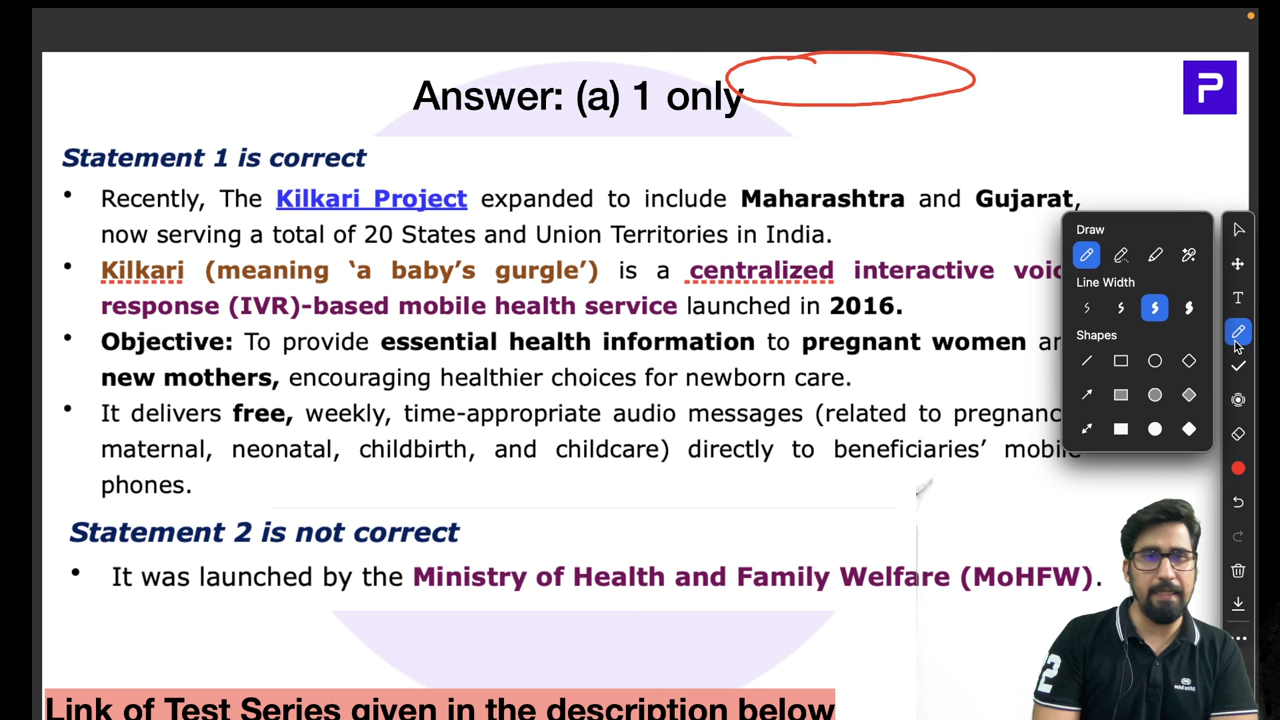 Answer: (a) 1 only
P
Statement 1 is correct
• Recently, The Kilkari Project expanded to include Maharashtra and Gujarat,
now serving a total of 20 States and Union Territories in India.
• Kilkari (meaning ‘a baby’s gurgle’) is a centralized interactive voic
response (IVR)-based mobile health service launched in 2016.
• Objective: To provide essential health information to pregnant women an
new mothers, encouraging healthier choices for newborn care.
• It delivers free, weekly, time-appropriate audio messages (related to pregnanc
maternal, neonatal, childbirth, and childcare) directly to beneficiaries’ mobile
phones.
Statement 2 is not correct
• It was launched by the Ministry of Health and Family Welfare (MoHFW).
Link of Test Series given in the description below
Draw
Line Width
Shapes
T
2